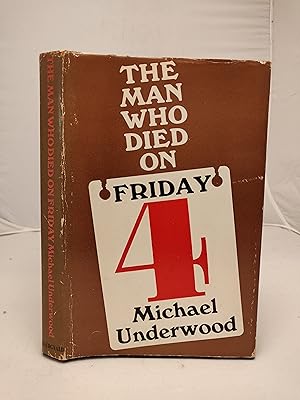 THE MAN WHO DIED ON FRIDAY Michael Underwood
THE
MAN
WHO
DIED
ON
FRIDAY
4
Michael
Underwood